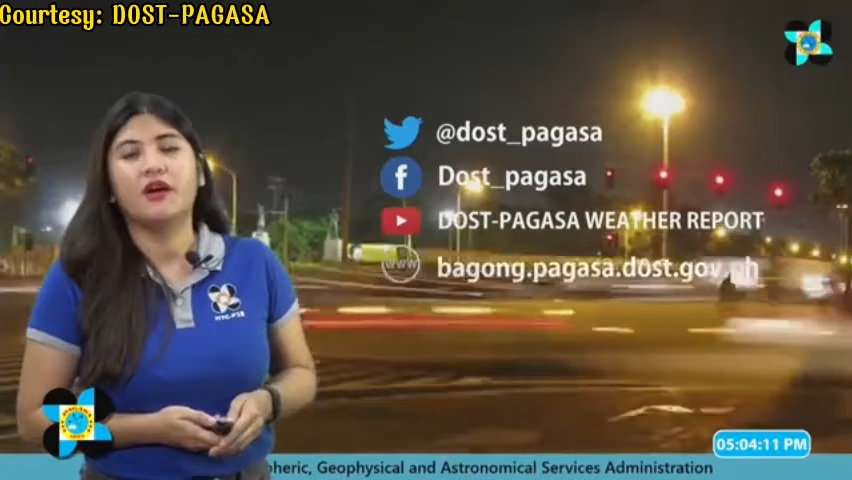 Courtesy: DOST-PAGASA
@dost_pagasa
Dost_pagasa
DOST-PAGASA WEATHER REPORT
www
bagong.pagasa.dost.gov.ph
05:04:11 PM
pheric, Geophysical and Astronomical Services Administration